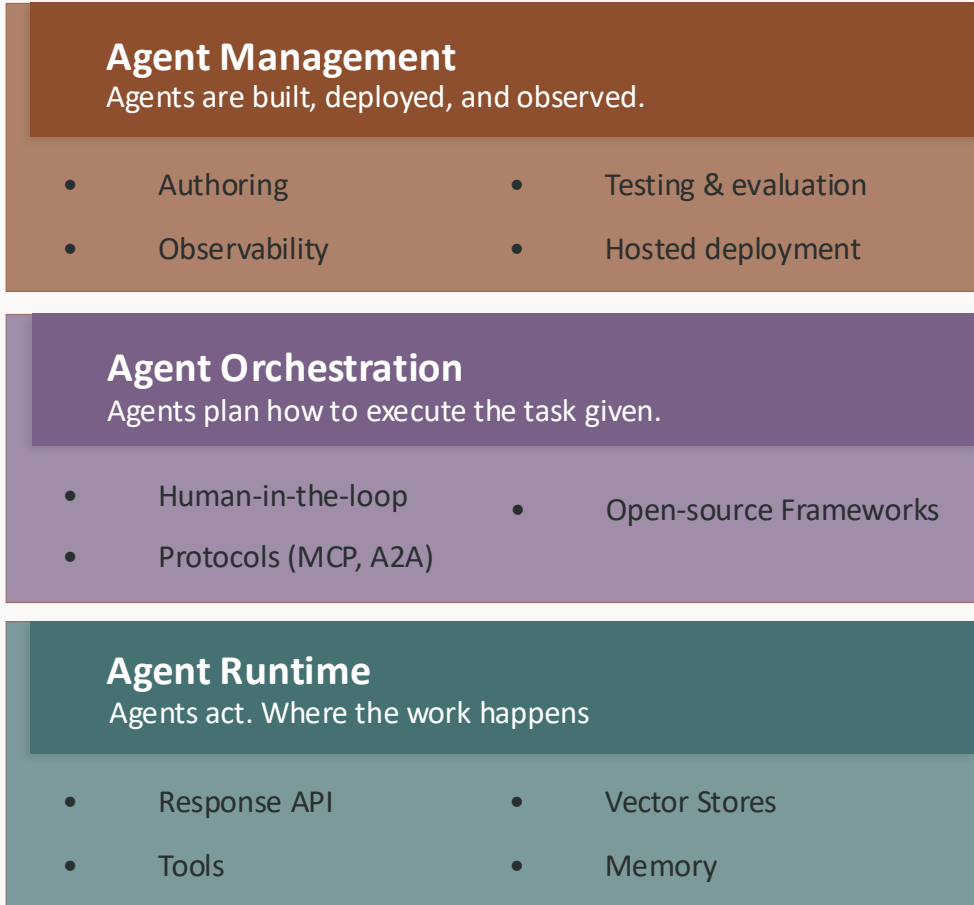 Agent Management
Agents are built, deployed, and observed.
• Authoring
• Observability
• Testing & evaluation
• Hosted deployment
Agent Orchestration
Agents plan how to execute the task given.
• Human-in-the-loop
• Protocols (MCP, A2A)
• Open-source Frameworks
Agent Runtime
Agents act. Where the work happens
• Response API
• Tools
• Vector Stores
• Memory